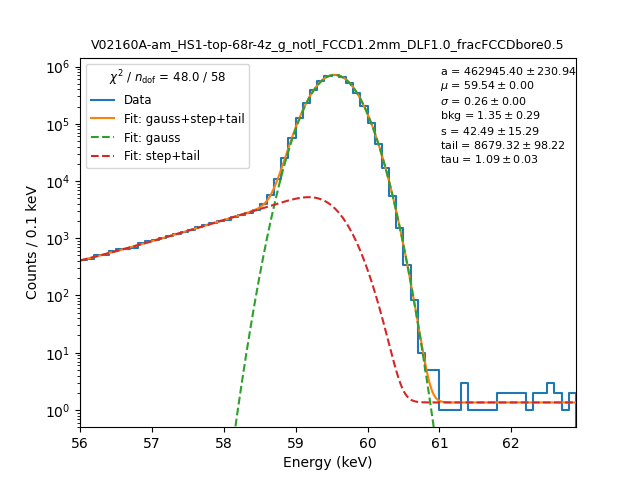 V02160A-am_HS1-top-68r-4z_g_notl_FCCD1.2mm_DLF1.0_fracFCCDbore0.5
χ² / n_dof = 48.0 / 58
Data
Fit: gauss+step+tail
Fit: gauss
Fit: step+tail
a = 462945.40 ± 230.94
μ = 59.54 ± 0.00
σ = 0.26 ± 0.00
bkg = 1.35 ± 0.29
s = 42.49 ± 15.29
tail = 8679.32 ± 98.22
tau = 1.09 ± 0.03
Counts / 0.1 keV
10⁶
10⁵
10⁴
10³
10²
10¹
10⁰
56 57 58 59 60 61 62
Energy (keV)